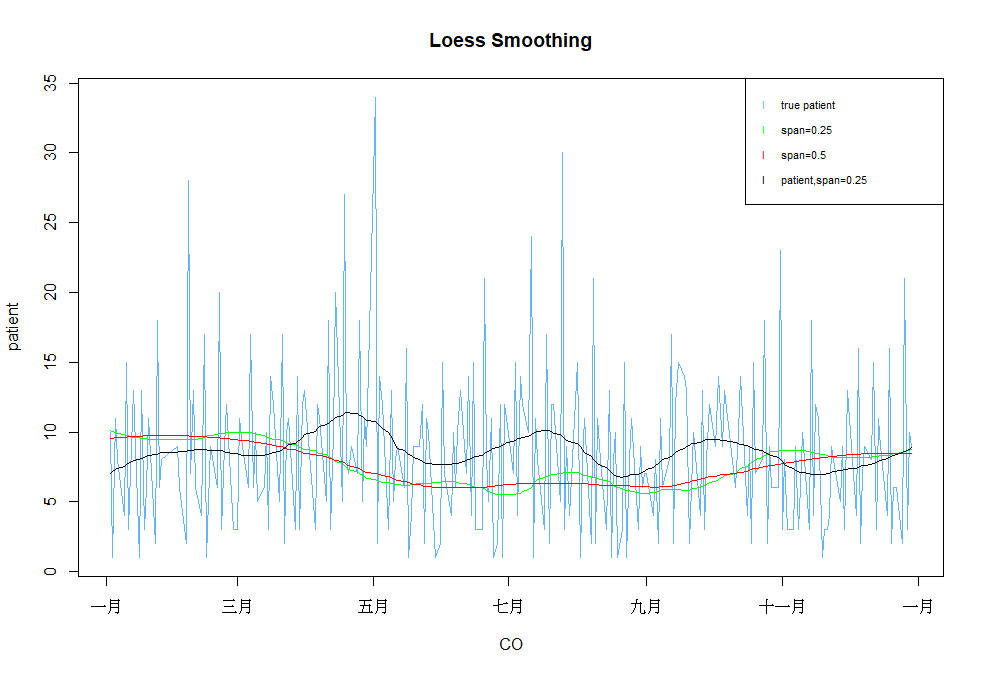 Loess Smoothing
35
30
25
20
15
10
5
0
patient
true patient
span=0.25
span=0.5
patient,span=0.25
一月 三月 五月 七月 九月 十一月 一月
CO